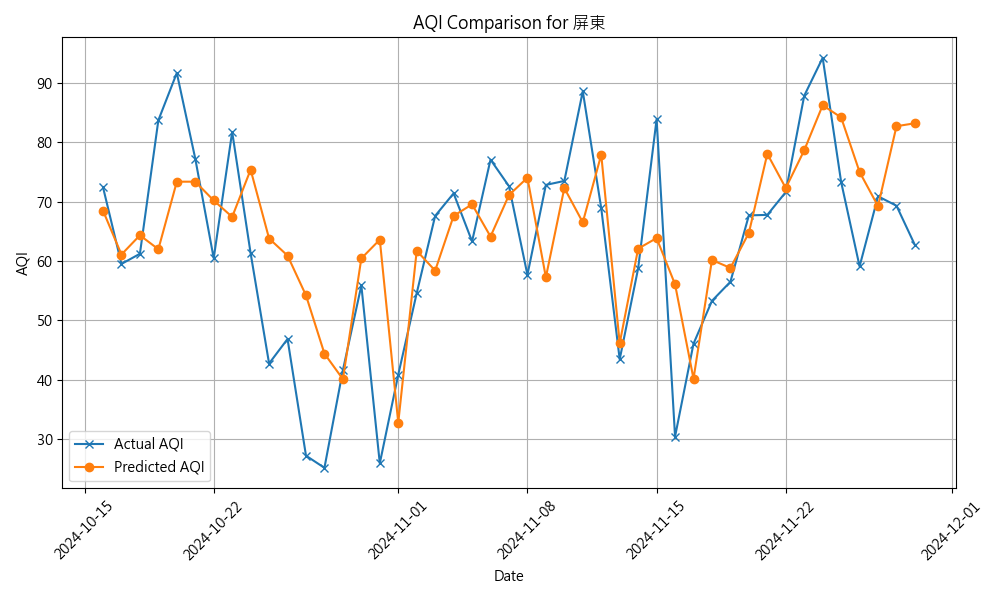 AQI Comparison for 屏東
AQI
90
80
70
60
50
40
30
Actual AQI
Predicted AQI
2024-10-15
2024-10-22
2024-11-01
2024-11-08
2024-11-15
2024-11-22
2024-12-01
Date